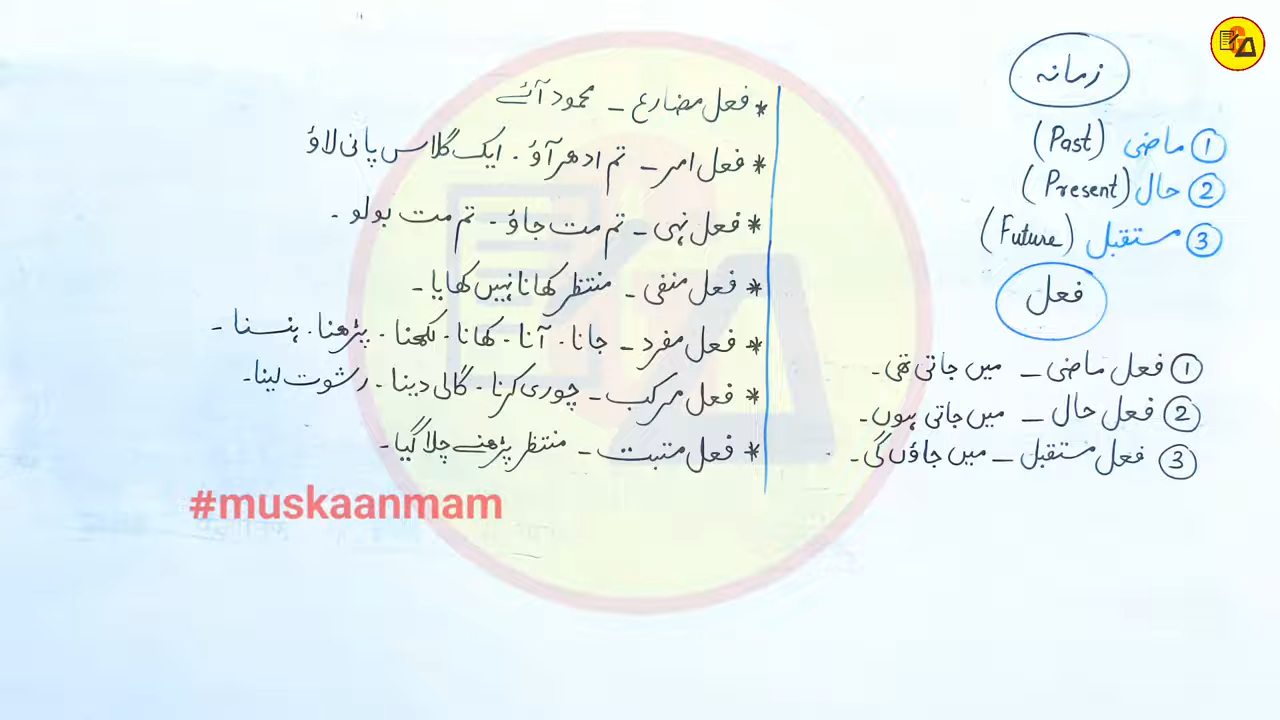 زمانہ
① ماضی (Past)
② حال (Present)
③ مستقبل (Future)
فعل
① فعل ماضی _ میں جاتی تھی۔
② فعل حال _ میں جاتی ہوں۔
③ فعل مستقبل _ میں جاؤں گی۔
* فعل مضارع _ محمود آئے
* فعل امر _ تم ادھر آؤ ۔ ایک گلاس پانی لاؤ
* فعل نہی _ تم مت جاؤ ۔ تم مت بولو ۔
* فعل منفی _ منتظر کھانا نہیں کھایا ۔
* فعل مفرد _ جانا ۔ آنا ۔ کھانا ۔ لکھنا ۔ پڑھنا ۔ ہنسنا ۔
* فعل مرکب _ چوری کرنا ۔ گالی دینا ۔ رشوت لینا۔
* فعل متبت _ منتظر پڑھنے چلا گیا ۔
#muskaanmam